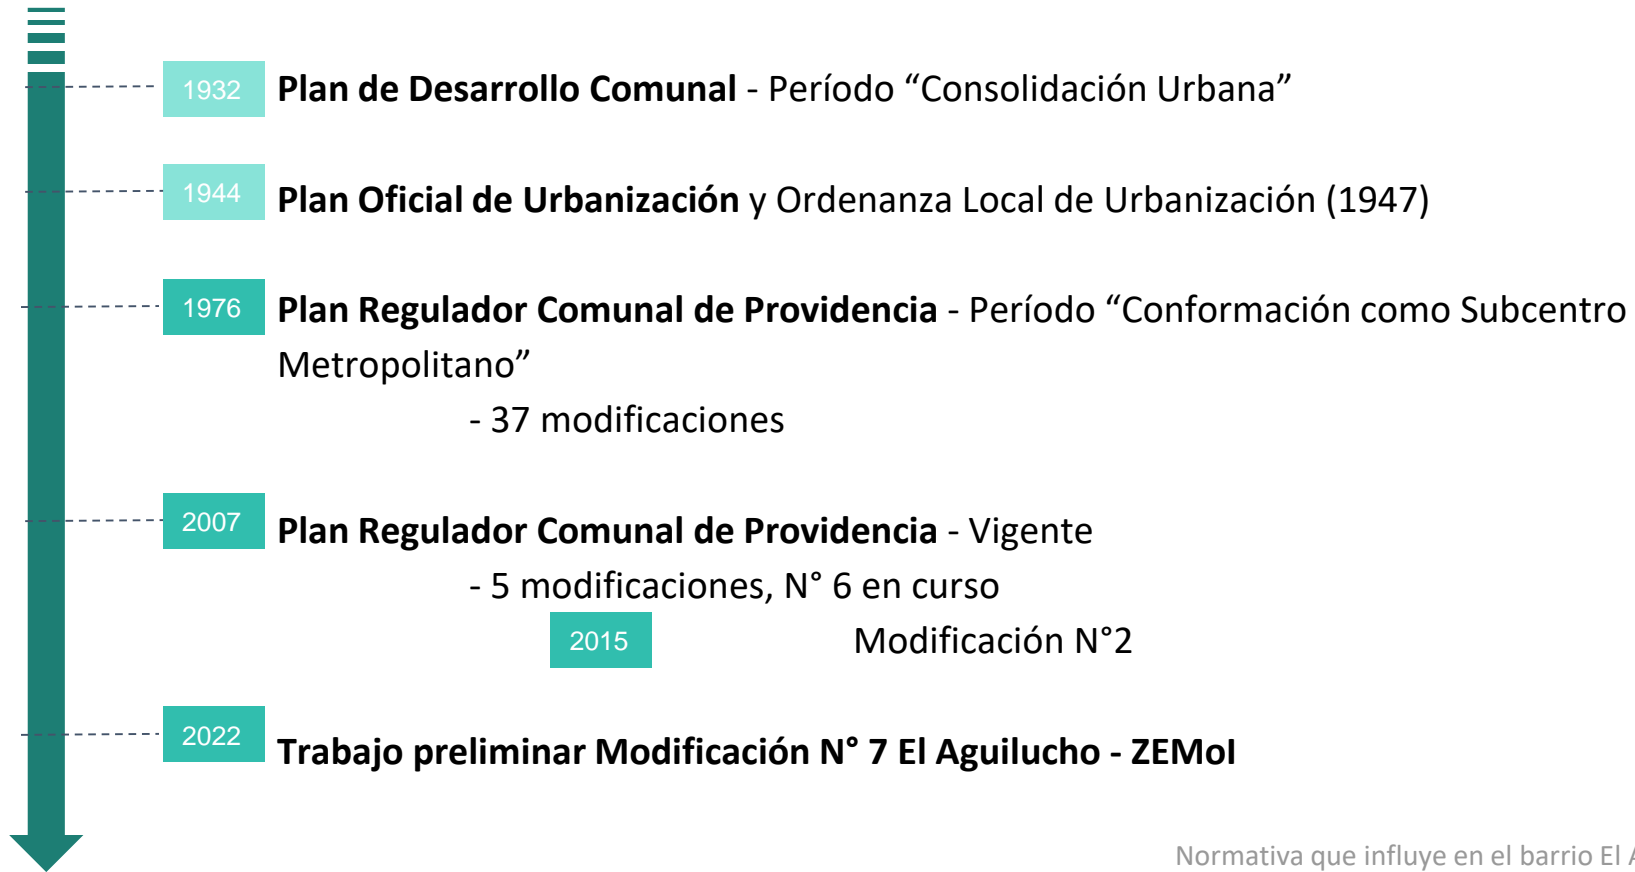 1932 Plan de Desarrollo Comunal - Período “Consolidación Urbana”
1944 Plan Oficial de Urbanización y Ordenanza Local de Urbanización (1947)
1976 Plan Regulador Comunal de Providencia - Período “Conformación como Subcentro
Metropolitano”
- 37 modificaciones
2007 Plan Regulador Comunal de Providencia - Vigente
- 5 modificaciones, N° 6 en curso
2015 Modificación N°2
2022 Trabajo preliminar Modificación N° 7 El Aguilucho - ZEMoI
Normativa que influye en el barrio El